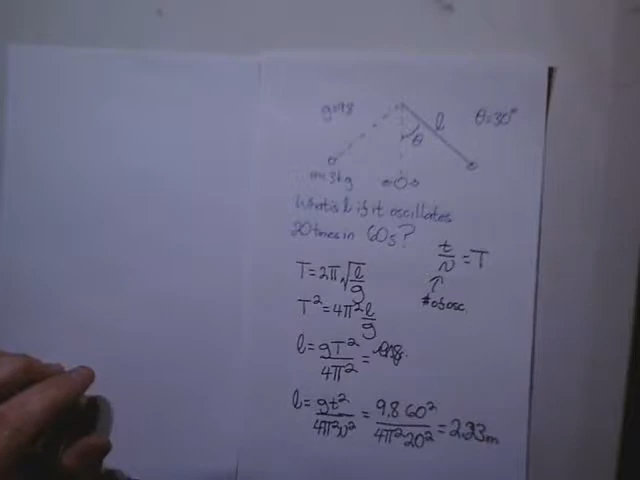 g=9.8
l
θ=30°
θ
m=3kg
What is l if it oscillates
20 times in 60s?
t/N = T
# of osc.
T=2π√(l/g)
T²=4π² l/g
l = gT²/4π² =
l = gt²/4π²N² = 9.8 60²/4π²20² = 2.23m